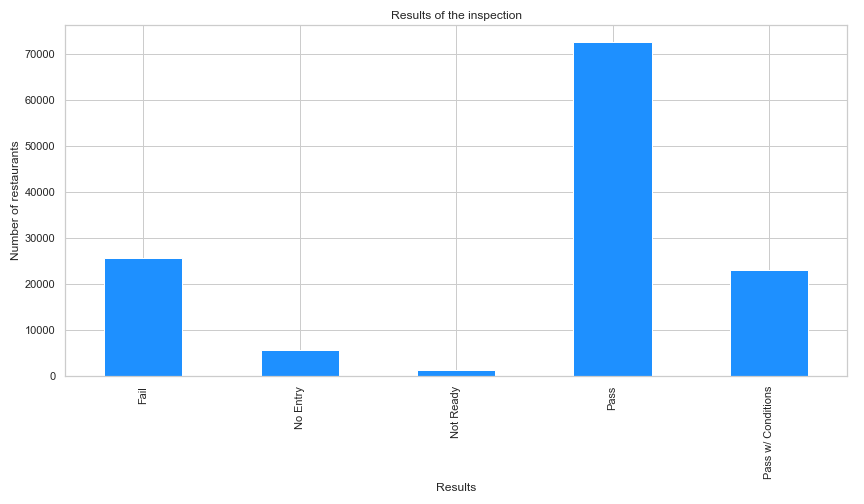 Results of the inspection
Number of restaurants
70000
60000
50000
40000
30000
20000
10000
0
Fail
No Entry
Not Ready
Pass
Pass w/ Conditions
Results